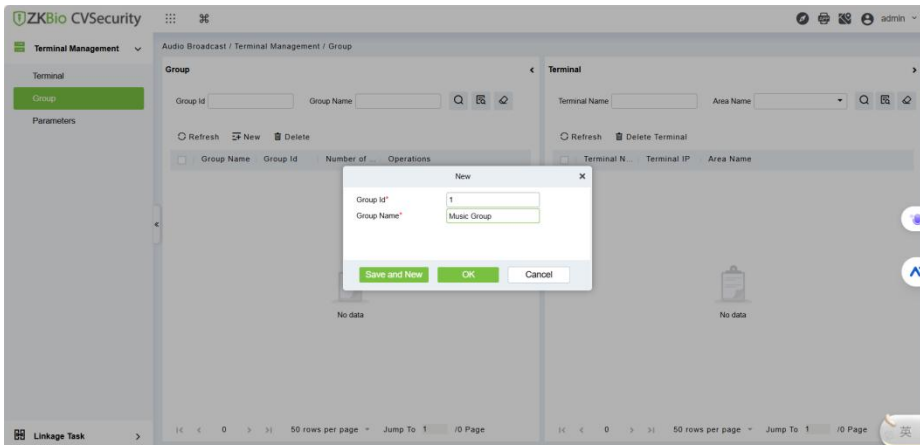 ZKBio CVSecurity
admin
Terminal Management
Audio Broadcast / Terminal Management / Group
Terminal
Group
Parameters
Group
Group Id
Group Name
Refresh New Delete
Group Name Group Id Number of ... Operations
No data
Terminal
Terminal Name
Area Name
Refresh Delete Terminal
Terminal N... Terminal IP Area Name
No data
New
Group Id* 1
Group Name* Music Group
Save and New OK Cancel
0 50 rows per page Jump To 1 /0 Page
0 50 rows per page Jump To 1 /0 Page
英
Linkage Task